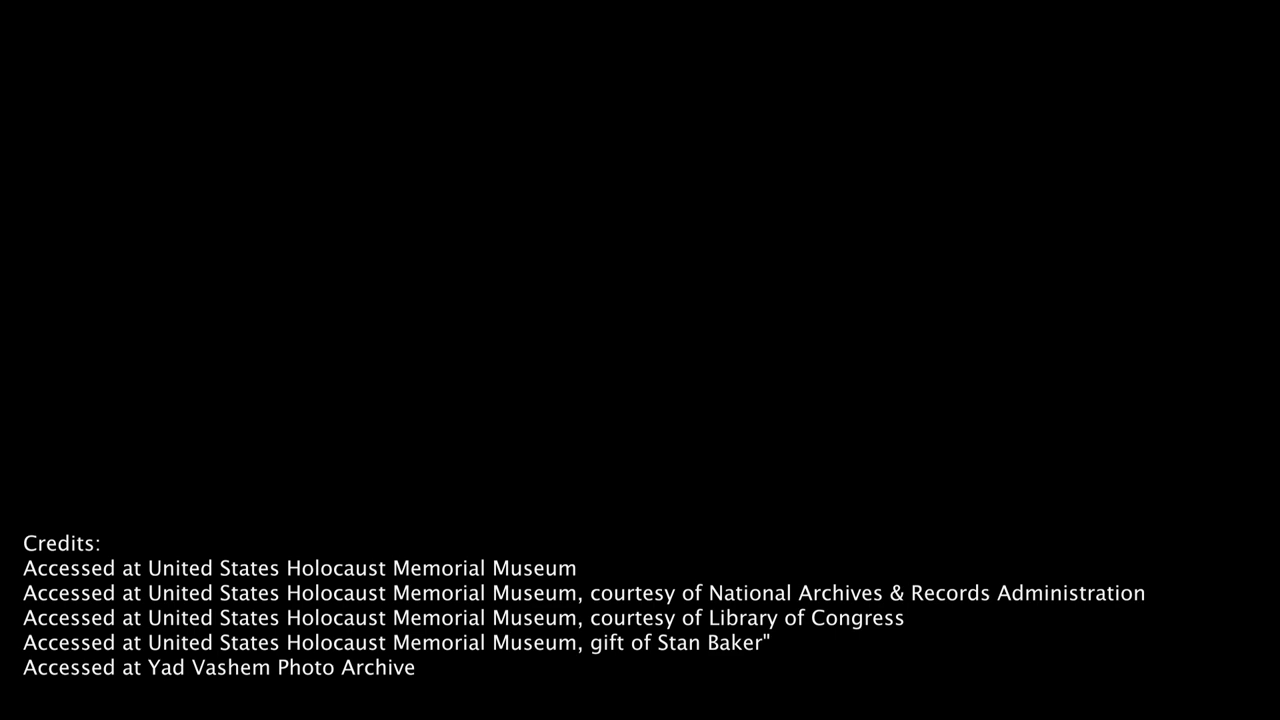 Credits:
Accessed at United States Holocaust Memorial Museum
Accessed at United States Holocaust Memorial Museum, courtesy of National Archives & Records Administration
Accessed at United States Holocaust Memorial Museum, courtesy of Library of Congress
Accessed at United States Holocaust Memorial Museum, gift of Stan Baker"
Accessed at Yad Vashem Photo Archive